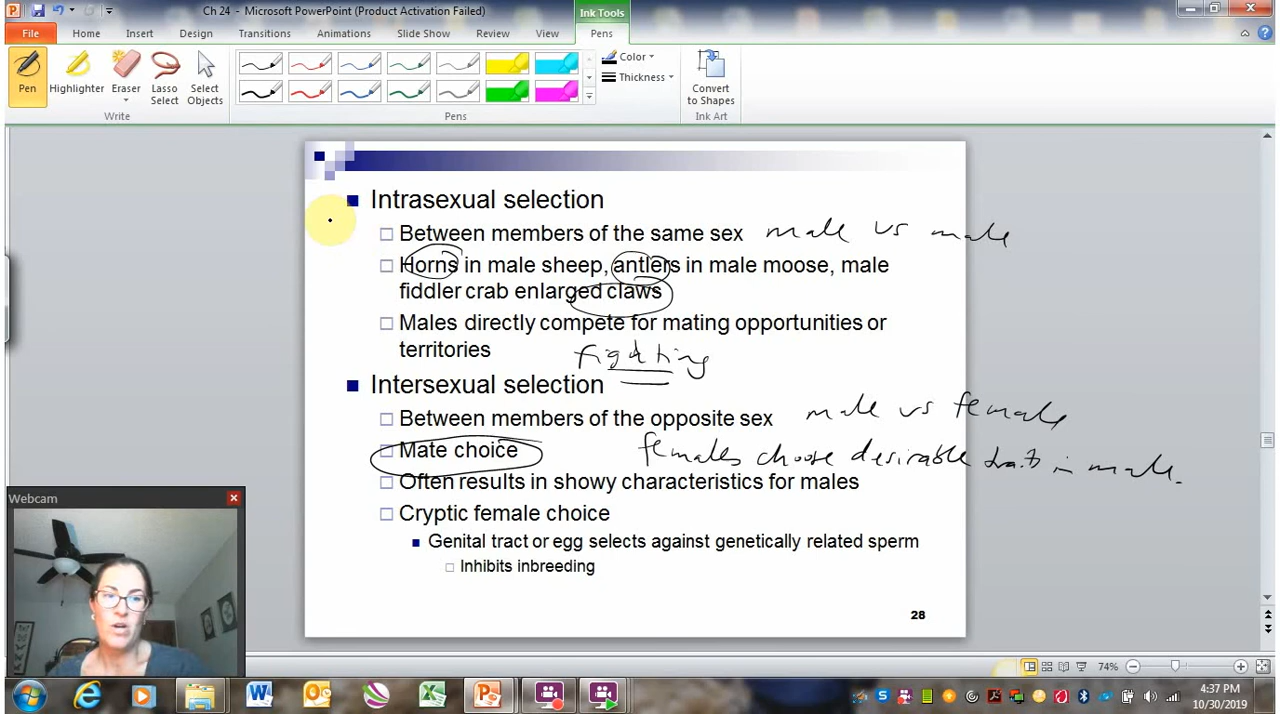 Ch 24 - Microsoft PowerPoint (Product Activation Failed)
Ink Tools
File Home Insert Design Transitions Animations Slide Show Review View Pens
Pen Highlighter Eraser Lasso Select Select Objects
Color
Thickness
Convert to Shapes
Write Pens Ink Art
Intrasexual selection
Between members of the same sex male vs male
Horns in male sheep, antlers in male moose, male
fiddler crab enlarged claws
Males directly compete for mating opportunities or
territories fighting
Intersexual selection
Between members of the opposite sex male vs female
Mate choice females choose desirable trait in male.
Often results in showy characteristics for males
Cryptic female choice
Genital tract or egg selects against genetically related sperm
Inhibits inbreeding
28
Webcam
74%
4:37 PM
10/30/2019